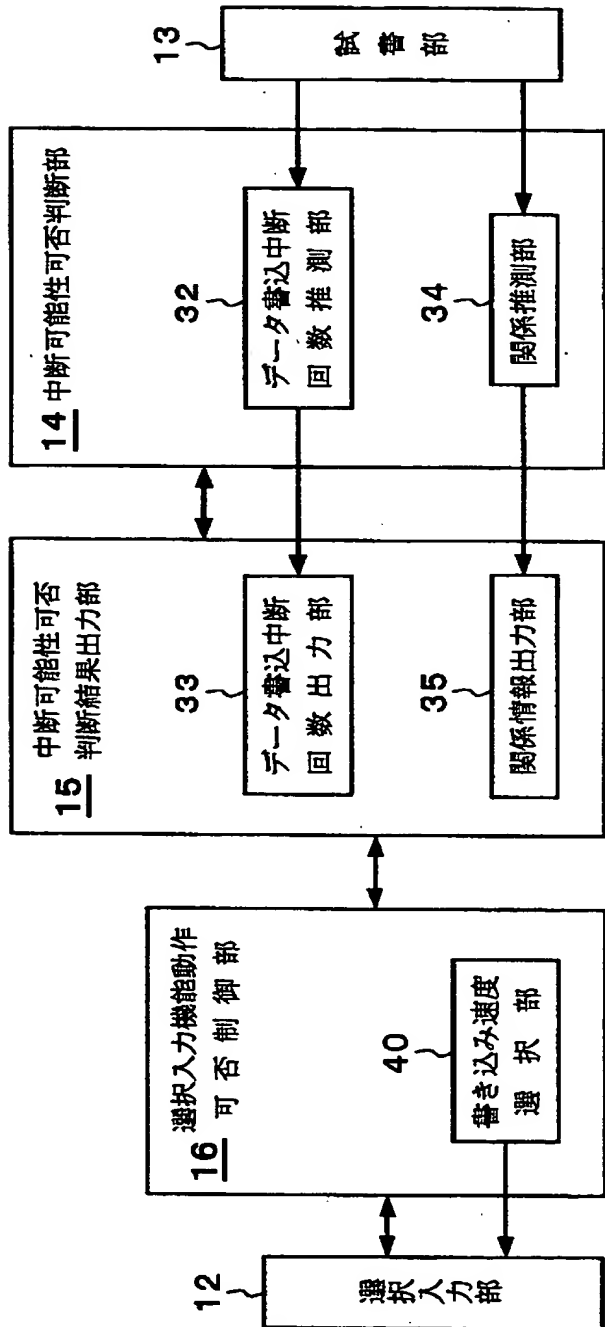 13
試書部
14 中断可能性可否判断部
32
データ書込中断
回数推測部
34
関係推測部
中断可能性可否
15 判断結果出力部
33
データ書込中断
回数出力部
35
関係情報出力部
選択入力機能動作
16 可否制御部
40
書き込み速度
選択部
12
選択入力部